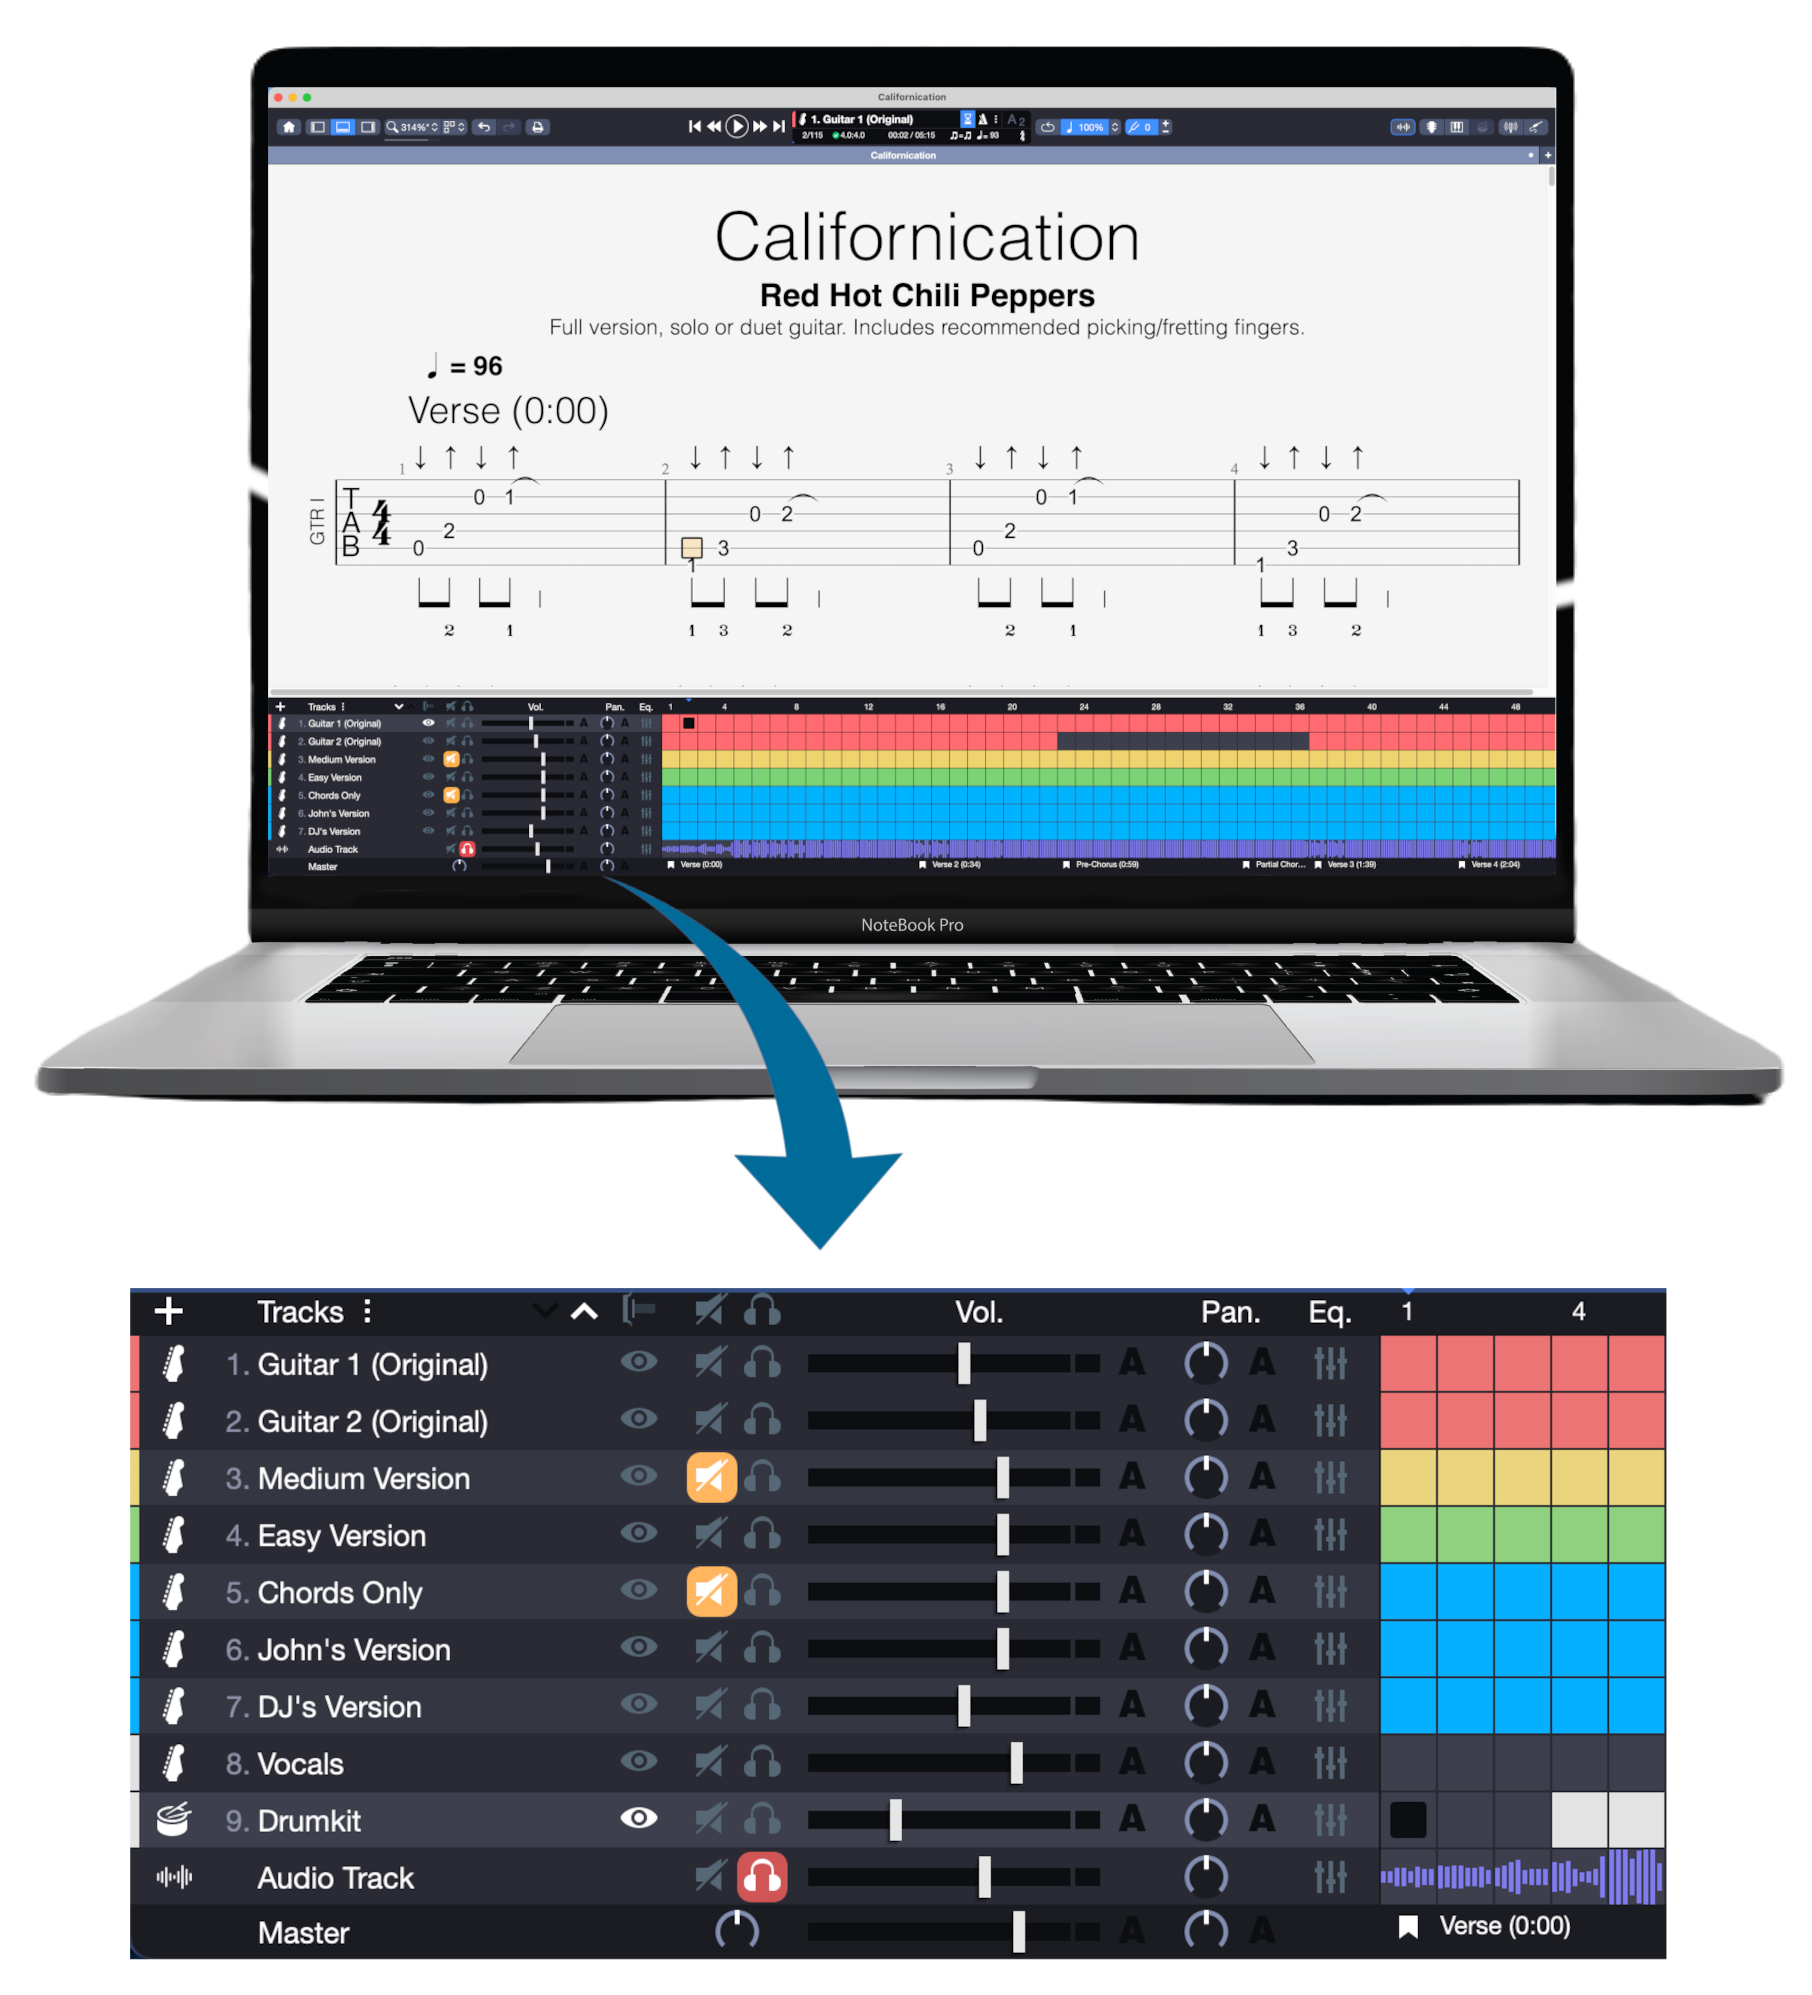 Californication
314%
1. Guitar 1 (Original)
2/115 4.0:4.0 00:02 / 05:15 = 93
100%
0
Californication
Californication
Red Hot Chili Peppers
Full version, solo or duet guitar. Includes recommended picking/fretting fingers.
= 96
Verse (0:00)
1 2 3 4
GTR I
TAB 4/4
0 2 0 1 1 3 0 2 0 2 0 1 1 3 0 2
2 1 1 3 2 2 1 1 3 2
Tracks Vol. Pan. Eq. 1 4 8 12 16 20 24 28 32 36 40 44 48
1. Guitar 1 (Original) A A
2. Guitar 2 (Original) A A
3. Medium Version A A
4. Easy Version A A
5. Chords Only A A
6. John's Version A A
7. DJ's Version A A
Audio Track
Master A A Verse (0:00) Verse 2 (0:34) Pre-Chorus (0:59) Partial Chor... Verse 3 (1:39) Verse 4 (2:04)
NoteBook Pro
Tracks Vol. Pan. Eq. 1 4
1. Guitar 1 (Original) A A
2. Guitar 2 (Original) A A
3. Medium Version A A
4. Easy Version A A
5. Chords Only A A
6. John's Version A A
7. DJ's Version A A
8. Vocals A A
9. Drumkit A A
Audio Track
Master A A Verse (0:00)